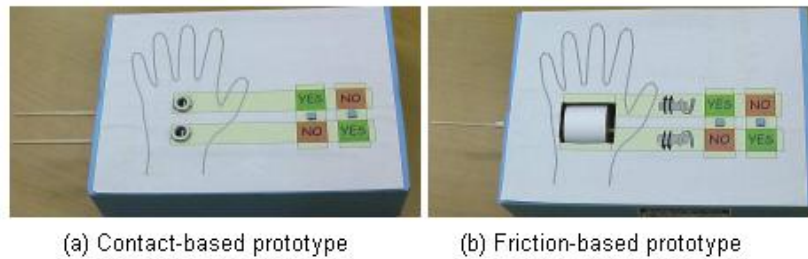 YES NO
NO YES
YES NO
NO YES
(a) Contact-based prototype
(b) Friction-based prototype